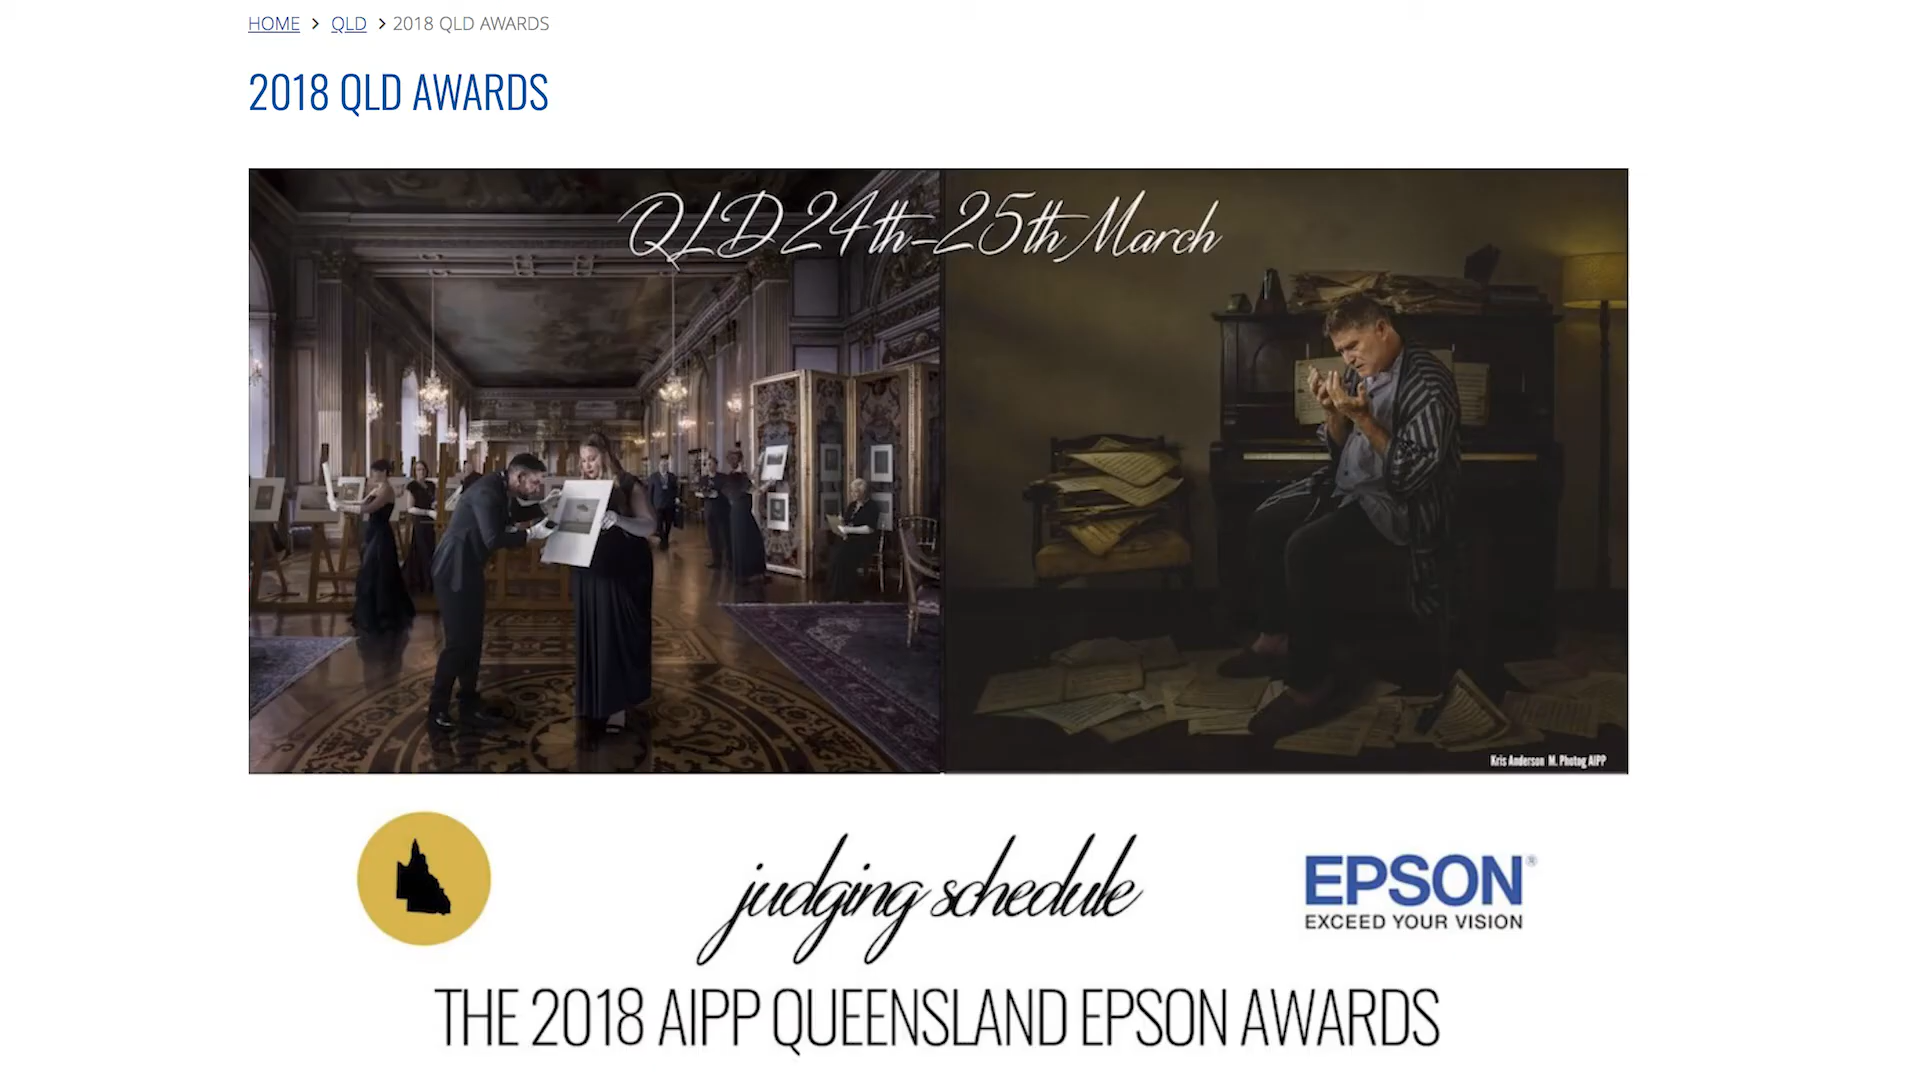 HOME > QLD > 2018 QLD AWARDS
2018 QLD AWARDS
QLD 24th-25th March
Kris Anderson M. Photog AIPP
judging schedule
EPSON®
EXCEED YOUR VISION
THE 2018 AIPP QUEENSLAND EPSON AWARDS